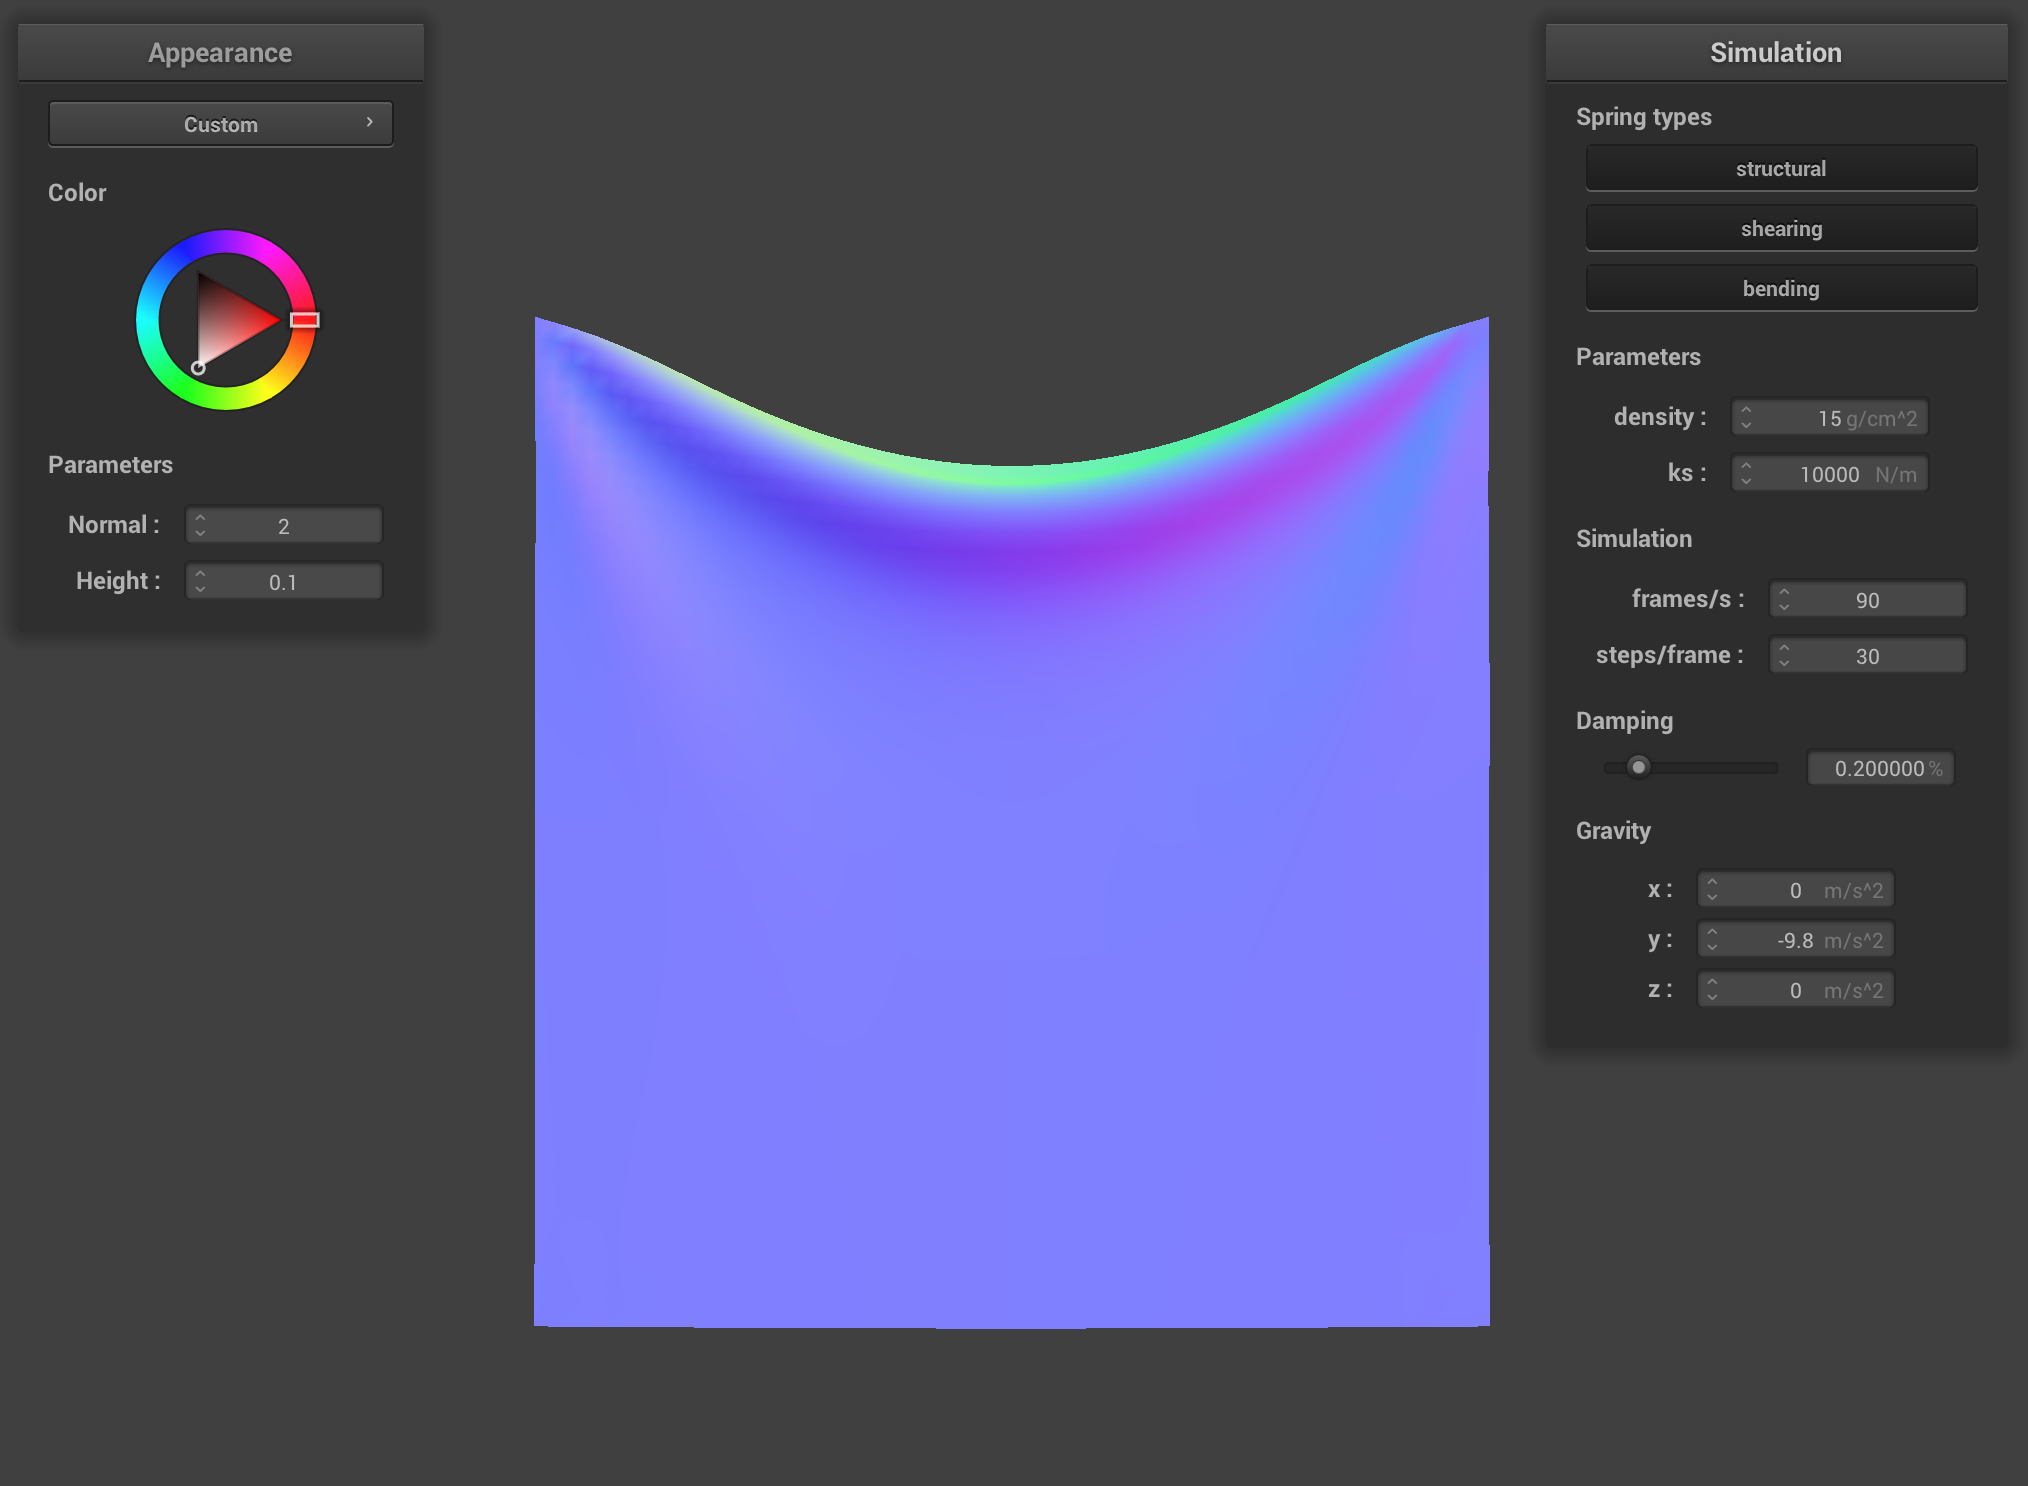 Appearance
Custom
Color
Parameters
Normal : 2
Height : 0.1
Simulation
Spring types
structural
shearing
bending
Parameters
density : 15 g/cm^2
ks : 10000 N/m
Simulation
frames/s : 90
steps/frame : 30
Damping
0.200000 %
Gravity
x : 0 m/s^2
y : -9.8 m/s^2
z : 0 m/s^2